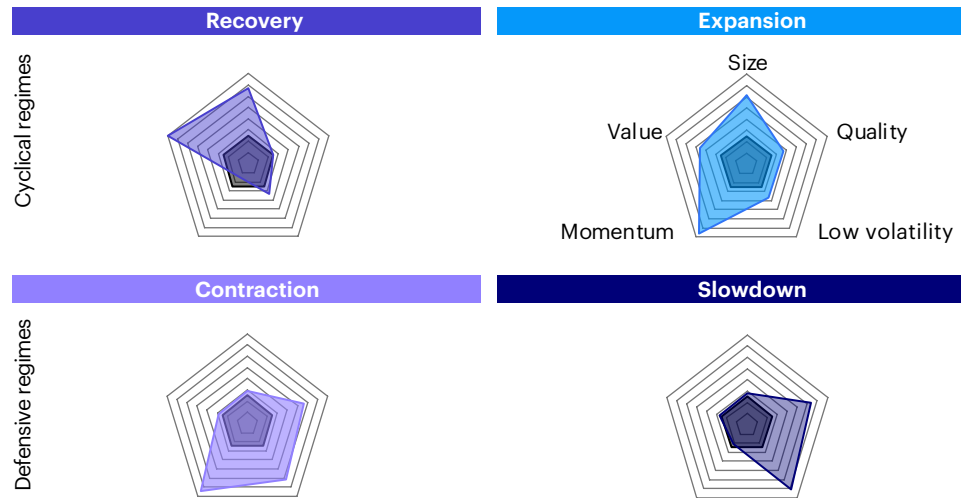 Recovery
Expansion
Cyclical regimes
Size
Value
Quality
Momentum
Low volatility
Contraction
Slowdown
Defensive regimes